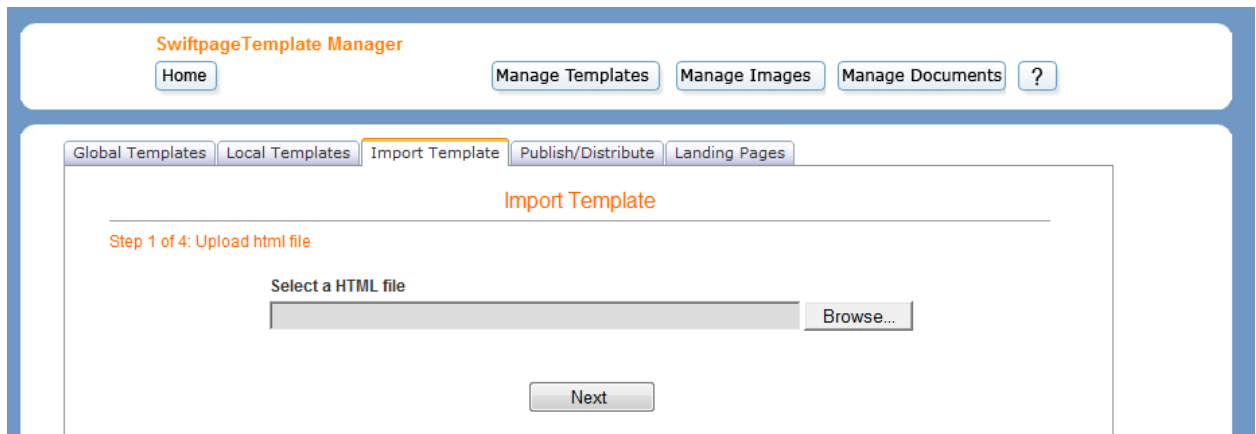 SwiftpageTemplate Manager
Home Manage Templates Manage Images Manage Documents ?
Global Templates Local Templates Import Template Publish/Distribute Landing Pages
Import Template
Step 1 of 4: Upload html file
Select a HTML file
Browse...
Next